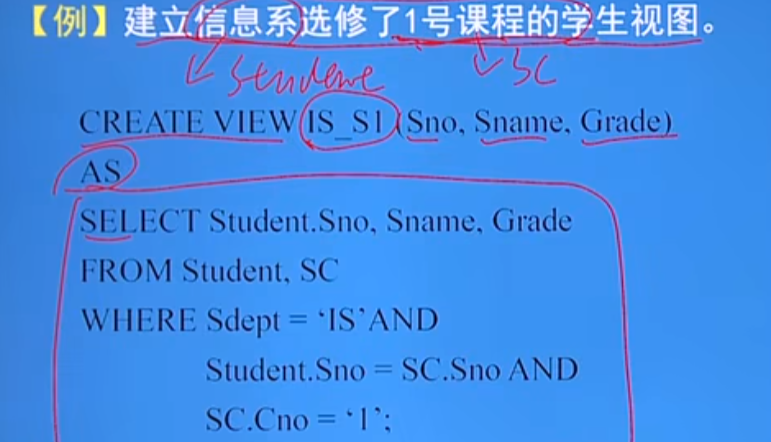 【例】建立信息系选修了1号课程的学生视图。
Student SC
CREATE VIEW IS_S1 (Sno, Sname, Grade)
AS
SELECT Student.Sno, Sname, Grade
FROM Student, SC
WHERE Sdept = ‘IS’AND
Student.Sno = SC.Sno AND
SC.Cno = ‘1’;